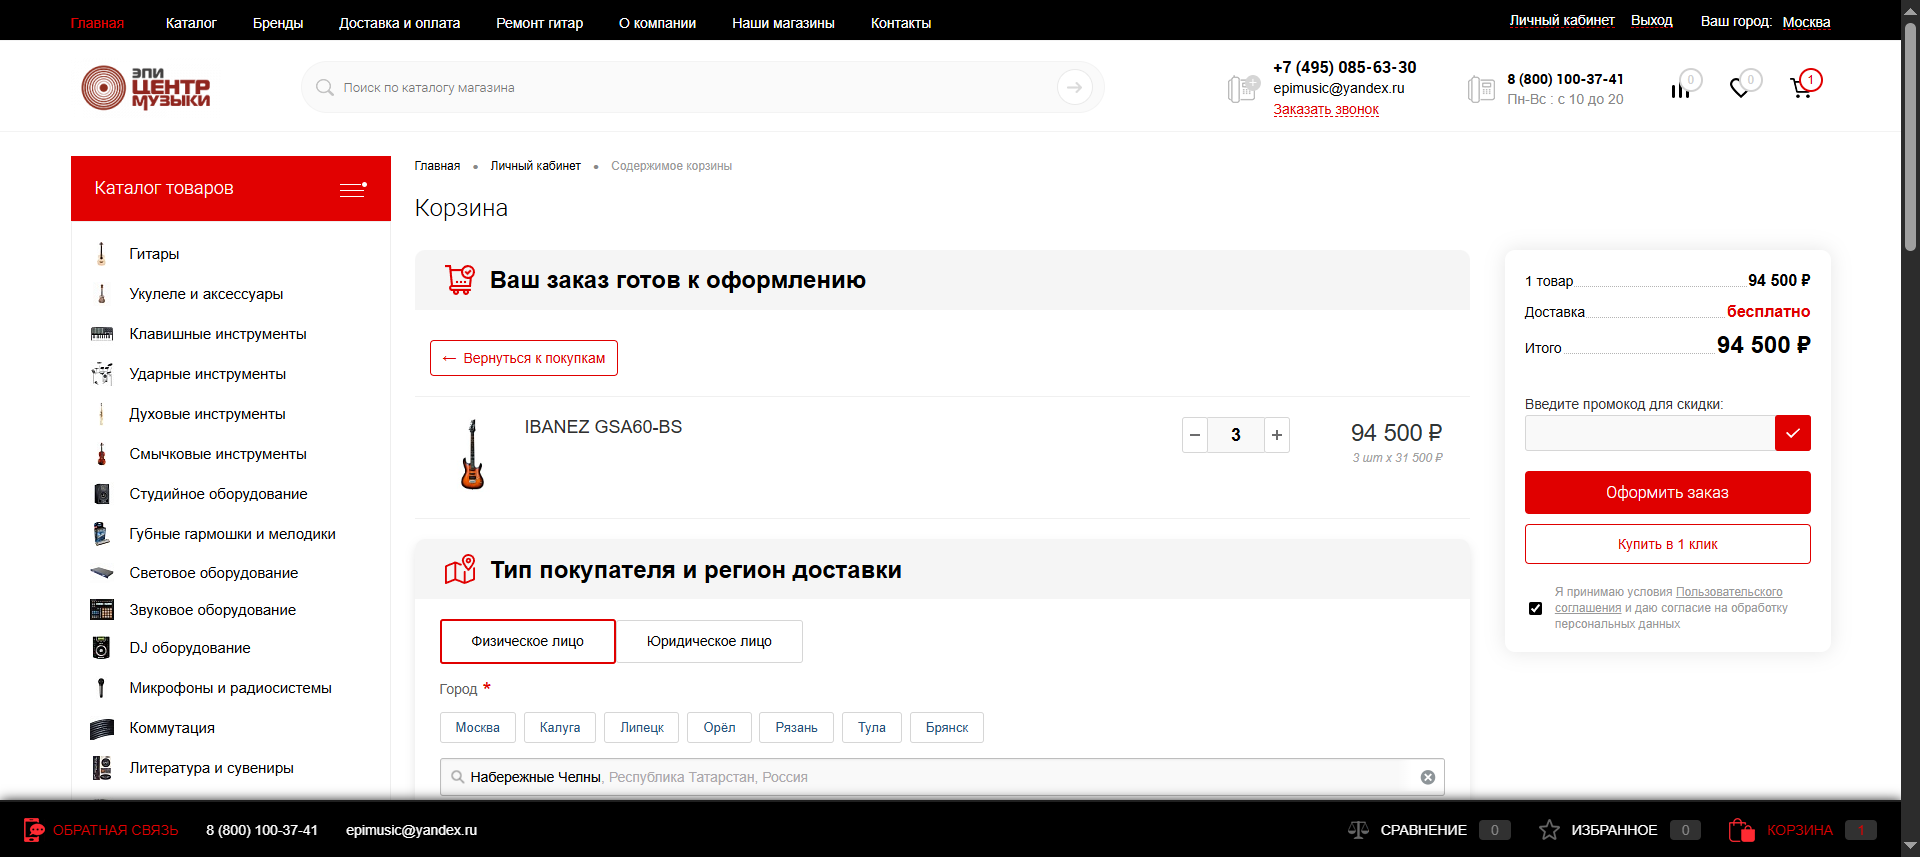 Главная
Каталог
Бренды
Доставка и оплата
Ремонт гитар
О компании
Наши магазины
Контакты
Личный кабинет
Выход
Ваш город: Москва
ЭПИ
ЦЕНТР
МУЗЫКИ
Поиск по каталогу магазина
+7 (495) 085-63-30
epimusic@yandex.ru
Заказать звонок
8 (800) 100-37-41
Пн-Вс : с 10 до 20
0
0
1
Каталог товаров
Гитары
Укулеле и аксессуары
Клавишные инструменты
Ударные инструменты
Духовые инструменты
Смычковые инструменты
Студийное оборудование
Губные гармошки и мелодики
Световое оборудование
Звуковое оборудование
DJ оборудование
Микрофоны и радиосистемы
Коммутация
Литература и сувениры
Главная • Личный кабинет • Содержимое корзины
Корзина
Ваш заказ готов к оформлению
← Вернуться к покупкам
IBANEZ GSA60-BS
− 3 +
94 500 ₽
3 шт x 31 500 ₽
Тип покупателя и регион доставки
Физическое лицо
Юридическое лицо
Город *
Москва
Калуга
Липецк
Орёл
Рязань
Тула
Брянск
Набережные Челны, Республика Татарстан, Россия
1 товар 94 500 ₽
Доставка бесплатно
Итого 94 500 ₽
Введите промокод для скидки:
Оформить заказ
Купить в 1 клик
Я принимаю условия Пользовательского
соглашения и даю согласие на обработку
персональных данных
ОБРАТНАЯ СВЯЗЬ
8 (800) 100-37-41
epimusic@yandex.ru
СРАВНЕНИЕ 0
ИЗБРАННОЕ 0
КОРЗИНА 1